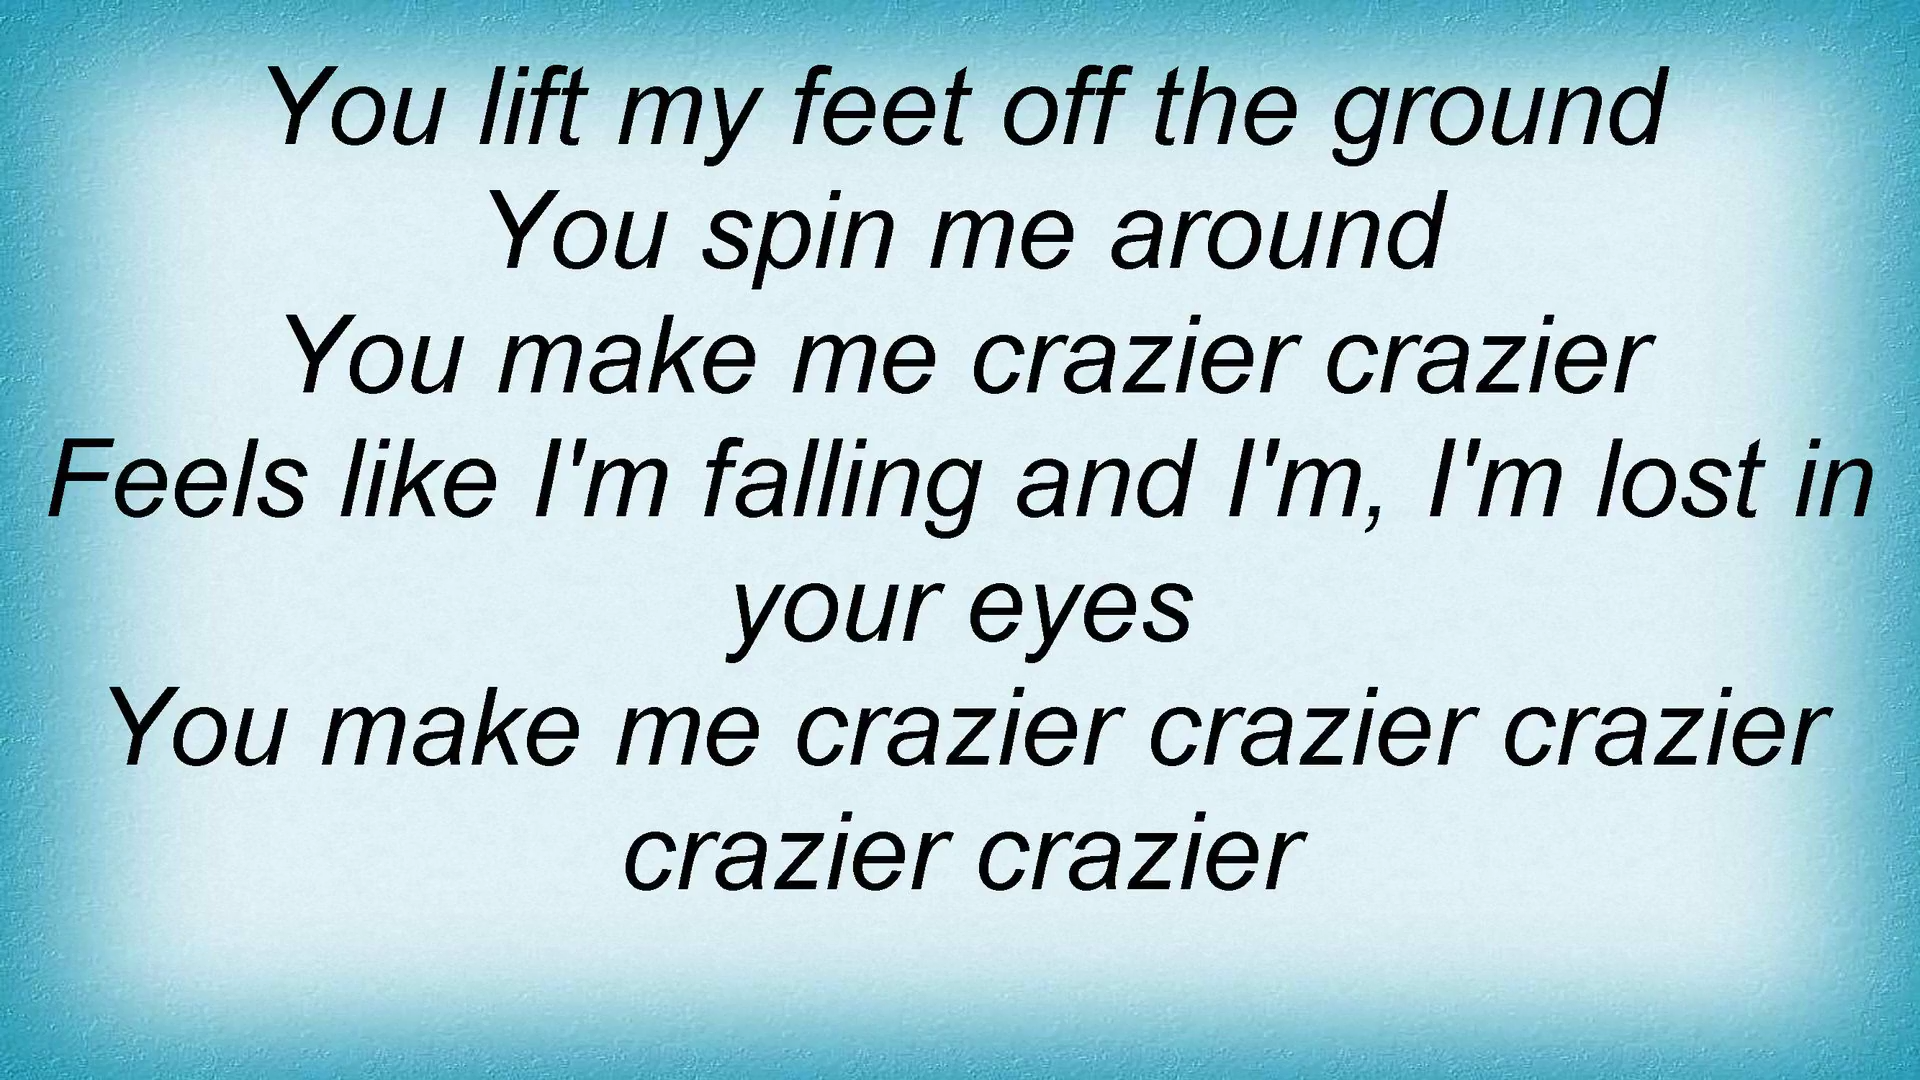 You lift my feet off the ground
You spin me around
You make me crazier crazier
Feels like I'm falling and I'm, I'm lost in
your eyes
You make me crazier crazier crazier
crazier crazier